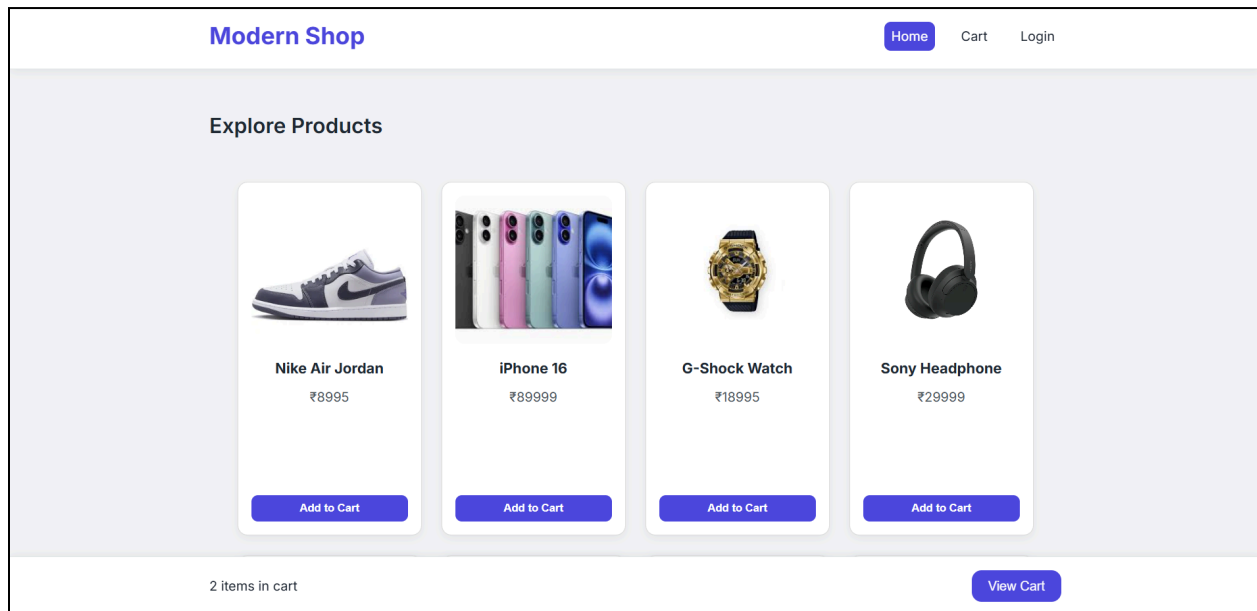 Modern Shop
Home Cart Login
Explore Products
Nike Air Jordan iPhone 16 G-Shock Watch Sony Headphone
₹8995 ₹89999 ₹18995 ₹29999
Add to Cart Add to Cart Add to Cart Add to Cart
2 items in cart View Cart